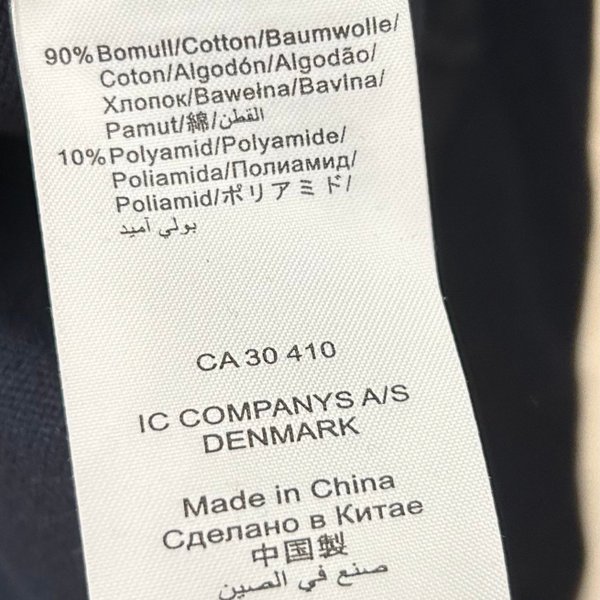 90% Bomull/Cotton/Baumwolle/
Coton/Algodón/Algodão/
Хлопок/Bawełna/Bavlna/
Pamut/綿/القطن/
10% Polyamid/Polyamide/
Poliamida/Полиамид/
Poliamid/ポリアミド/
بولي آميد
CA 30 410
IC COMPANYS A/S
DENMARK
Made in China
Сделано в Китае
中国製
صنع في الصين